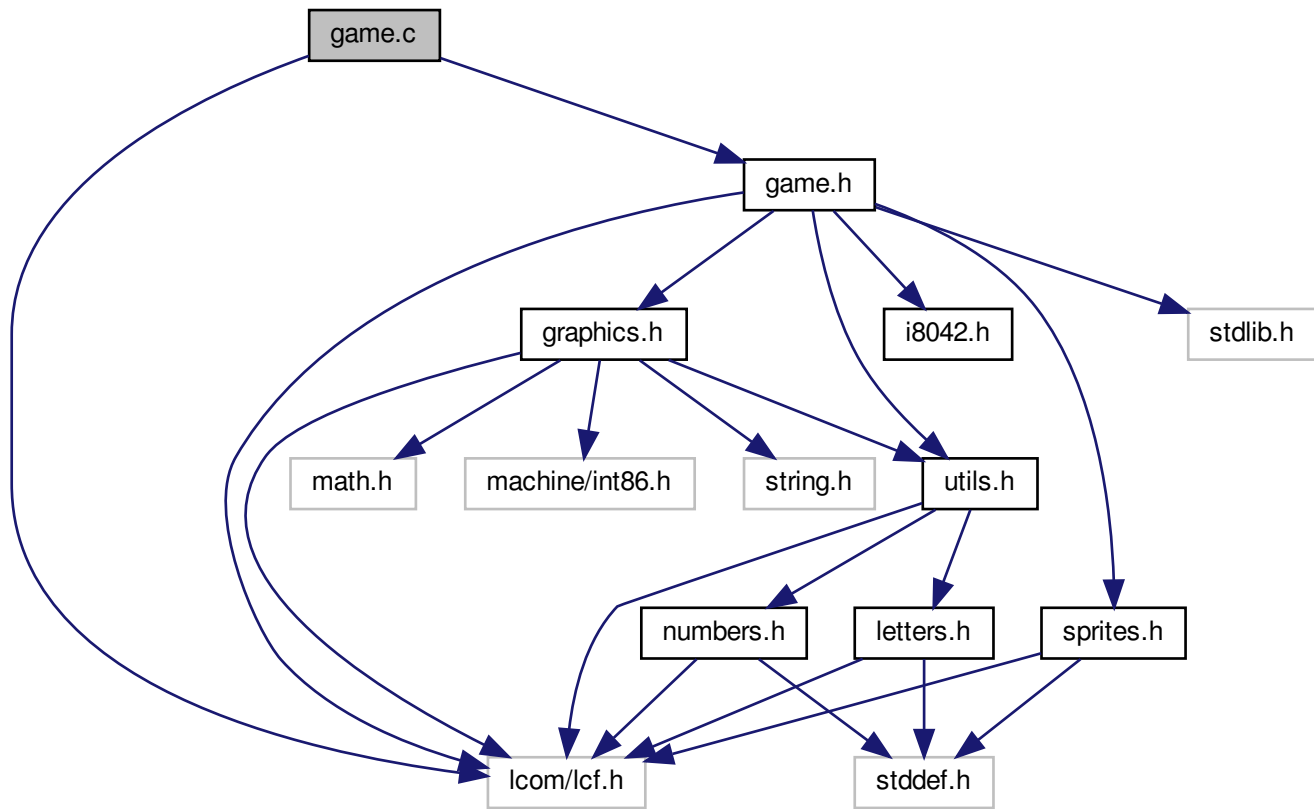 game.c
game.h
graphics.h
i8042.h
stdlib.h
math.h
machine/int86.h
string.h
utils.h
numbers.h
letters.h
sprites.h
lcom/lcf.h
stddef.h